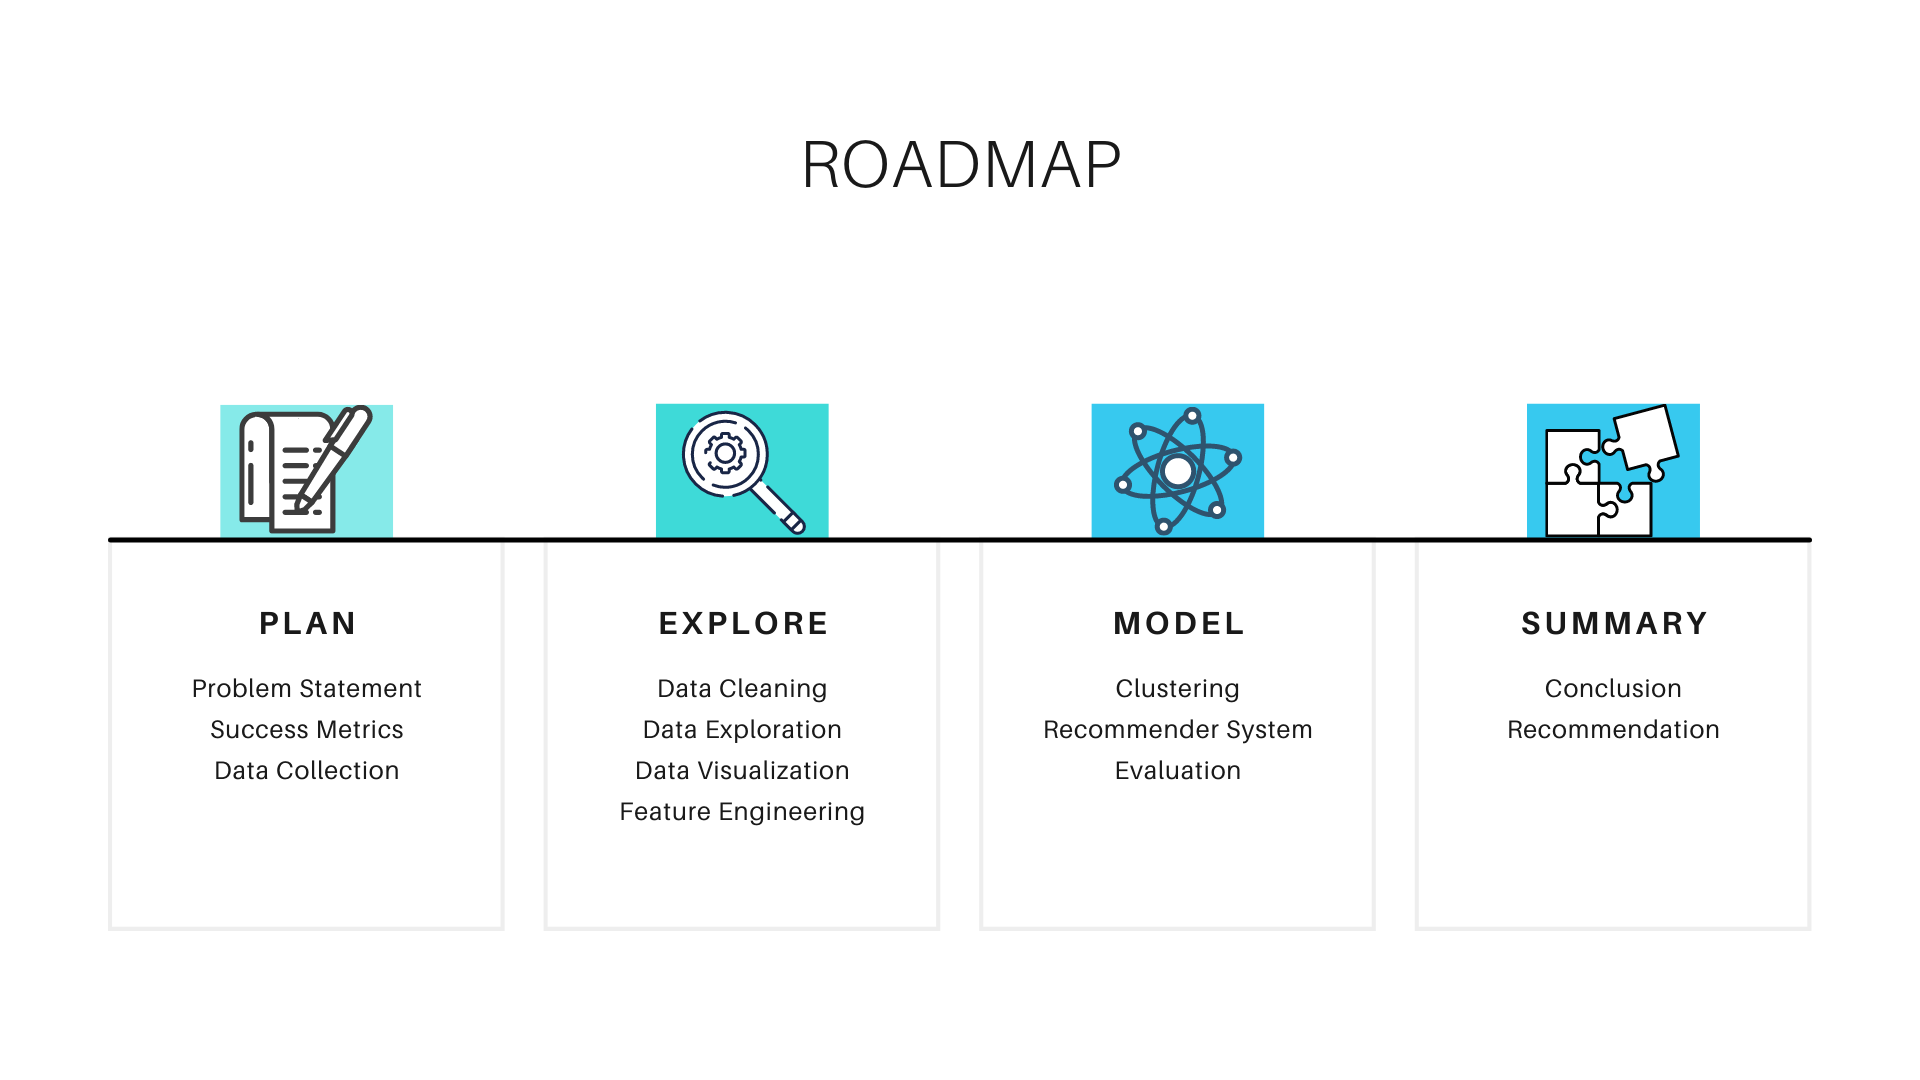 ROADMAP
PLAN
Problem Statement
Success Metrics
Data Collection
EXPLORE
Data Cleaning
Data Exploration
Data Visualization
Feature Engineering
MODEL
Clustering
Recommender System
Evaluation
SUMMARY
Conclusion
Recommendation